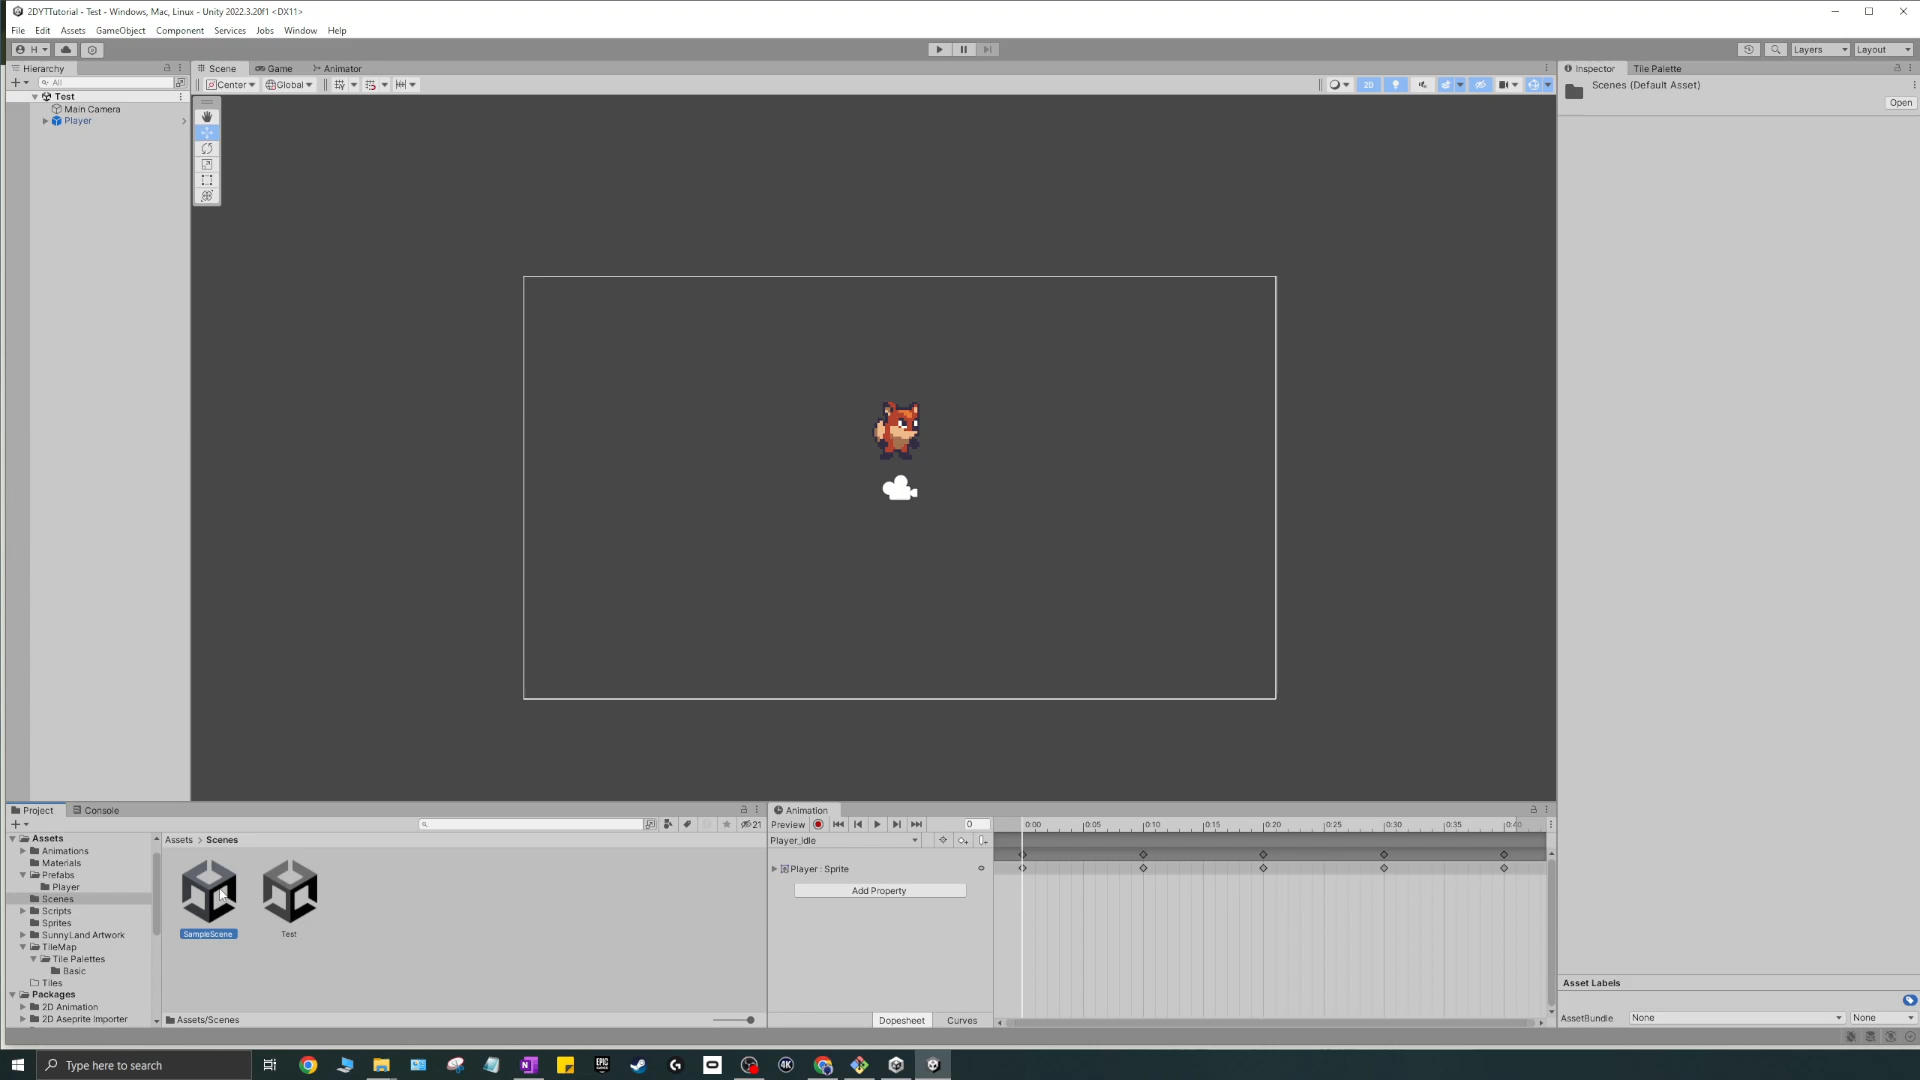 2DYTTutorial - Test - Windows, Mac, Linux - Unity 2022.3.20f1 <DX11>
File Edit Assets GameObject Component Services Jobs Window Help
H Layers Layout
Hierarchy Scene Game Animator Inspector Tile Palette
All Center Global 2D Scenes (Default Asset)
Test Open
Main Camera
Player
Project Console Animation
21 Preview 0 0:00 0:05 0:10 0:15 0:20 0:25 0:30 0:35
Assets Assets > Scenes Player_Idle
Animations
Materials Player : Sprite
Prefabs
Player Add Property
Scenes
Scripts
Sprites
SunnyLand Artwork SampleScene Test
TileMap
Tile Palettes
Basic
Tiles Asset Labels
Packages
2D Animation
2D Aseprite Importer Assets/Scenes Dopesheet Curves AssetBundle None None
Type here to search N EPIC GAMES 4K